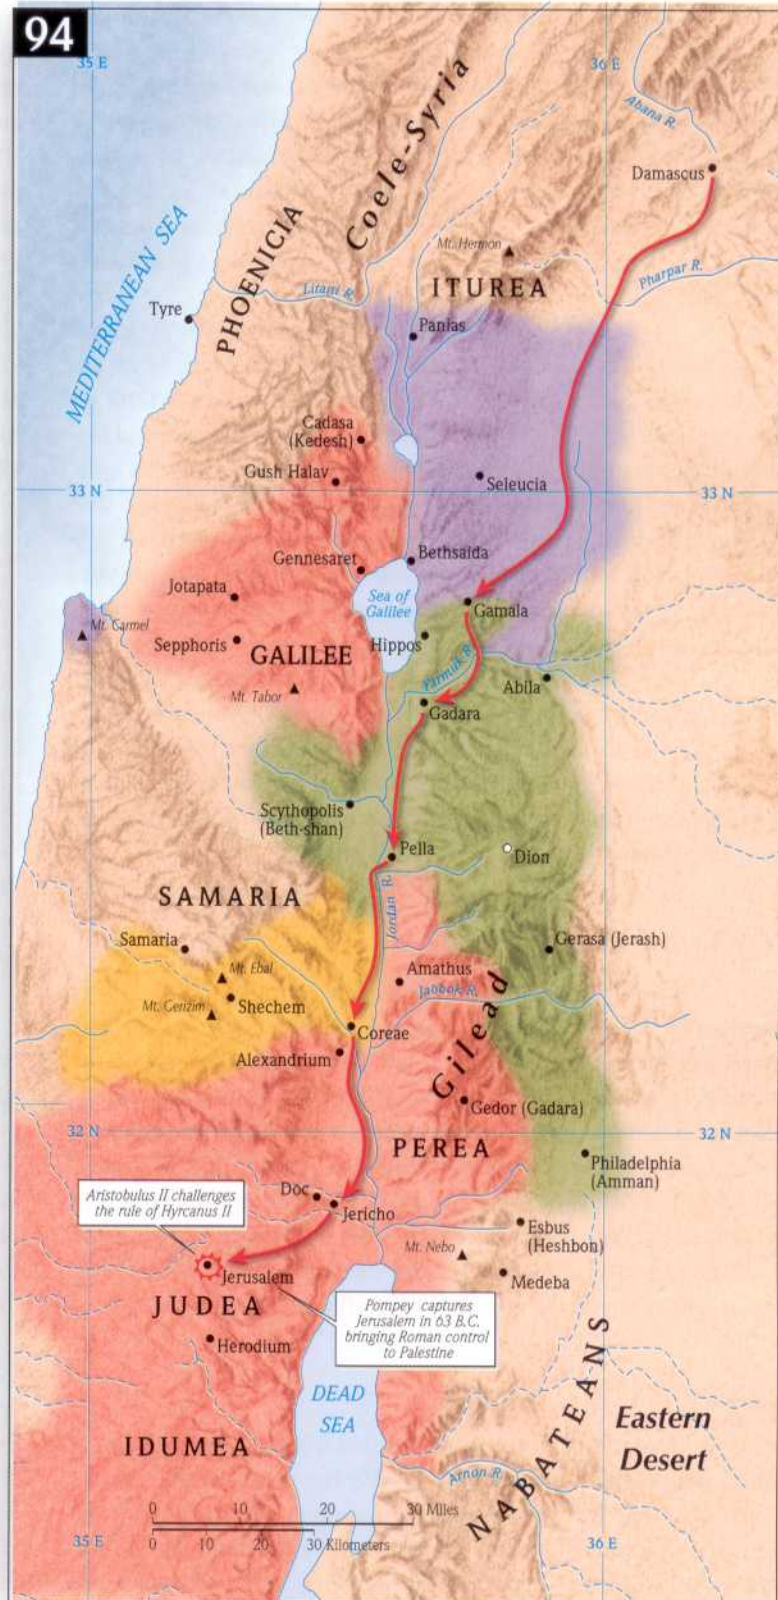 94
35 E
36 E
Coele-Syria
Abana R.
Damascus
MEDITERRANEAN SEA
PHOENICIA
Mt. Hermon
Pharpar R.
Litani R.
ITUREA
Tyre
Panias
Cadasa
(Kedesh)
Gush Halav
Seleucia
33 N
33 N
Gennesaret
Bethsaida
Jotapata
Sea of
Galilee
Gamala
Mt. Carmel
Sepphoris
GALILEE
Hippos
Yarmuk R.
Mt. Tabor
Abila
Gadara
Scythopolis
(Beth-shan)
Pella
Dion
SAMARIA
Jordan R.
Samaria
Gerasa (Jerash)
Mt. Ebal
Amathus
Jabbok R.
Mt. Gerizim
Shechem
Gilead
Coreae
Alexandrium
Gedor (Gadara)
32 N
32 N
PEREA
Philadelphia
(Amman)
Aristobulus II challenges
the rule of Hyrcanus II
Doc
Jericho
Esbus
(Heshbon)
Mt. Nebo
Jerusalem
Medeba
JUDEA
Pompey captures
Jerusalem in 63 B.C.
bringing Roman control
to Palestine
Herodium
NABATEANS
DEAD
SEA
Eastern
Desert
IDUMEA
Arnon R.
0 10 20 30 Miles
0 10 20 30 Kilometers
35 E
36 E